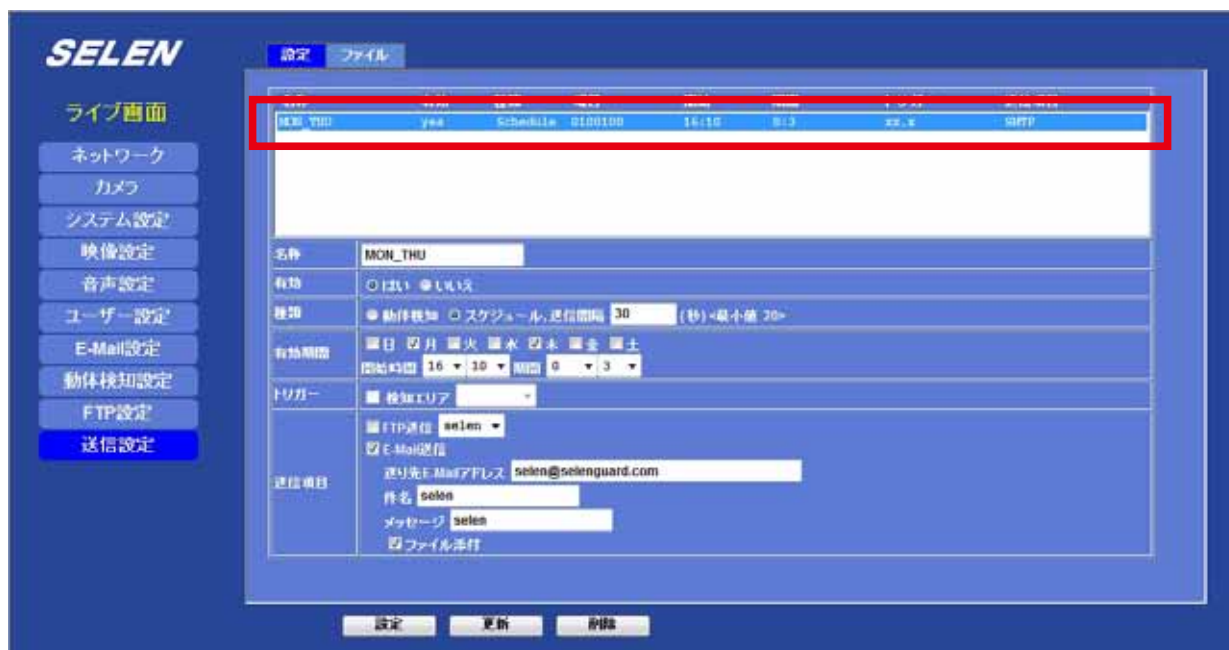 SELEN
設定 ファイル
ライブ画面
ネットワーク
カメラ
システム設定
映像設定
音声設定
ユーザー設定
E-Mail設定
動体検知設定
FTP設定
送信設定
MON_THU yes Schedule 0100100 16:10 0:3 xx.x SMTP
名称 MON_THU
有効 はい いいえ
種類 動体検知 スケジュール,送信間隔 30 (秒)<最小値 20>
有効期間 日 月 火 水 木 金 土
開始時間 16 10 期間 0 3
トリガー 検知エリア
送信項目
FTP送信 selen
E-Mail送信
送り先E-Mailアドレス selen@selenguard.com
件名 selen
メッセージ selen
ファイル添付
設定 更新 削除